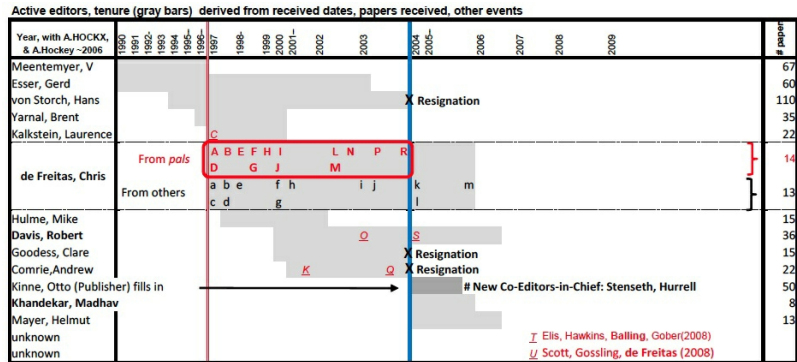 Active editors, tenure (gray bars) derived from received dates, papers received, other events
Year, with A.HOCKX, & A.Hockey ~2006
1990 1991 1992- 1993 1994 1995- 1996- 1997 1998- 1999 2000 2001- 2002 2003 2004 2005- 2006 2007 2008 2009 # paper
Meentemyer, V 67
Esser, Gerd 60
von Storch, Hans X Resignation 110
Yarnal, Brent 35
Kalkstein, Laurence C 22
From pals A B E F H I L N P R 14
D G J M
de Freitas, Chris
From others a b e f h i j k m 13
c d g l
Hulme, Mike 15
Davis, Robert O S 36
Goodess, Clare X Resignation 15
Comrie,Andrew K Q X Resignation 22
Kinne, Otto (Publisher) fills in # New Co-Editors-in-Chief: Stenseth, Hurrell 50
Khandekar, Madhav 8
Mayer, Helmut 13
unknown T Elis, Hawkins, Balling, Gober(2008)
unknown U Scott, Gossling, de Freitas (2008)